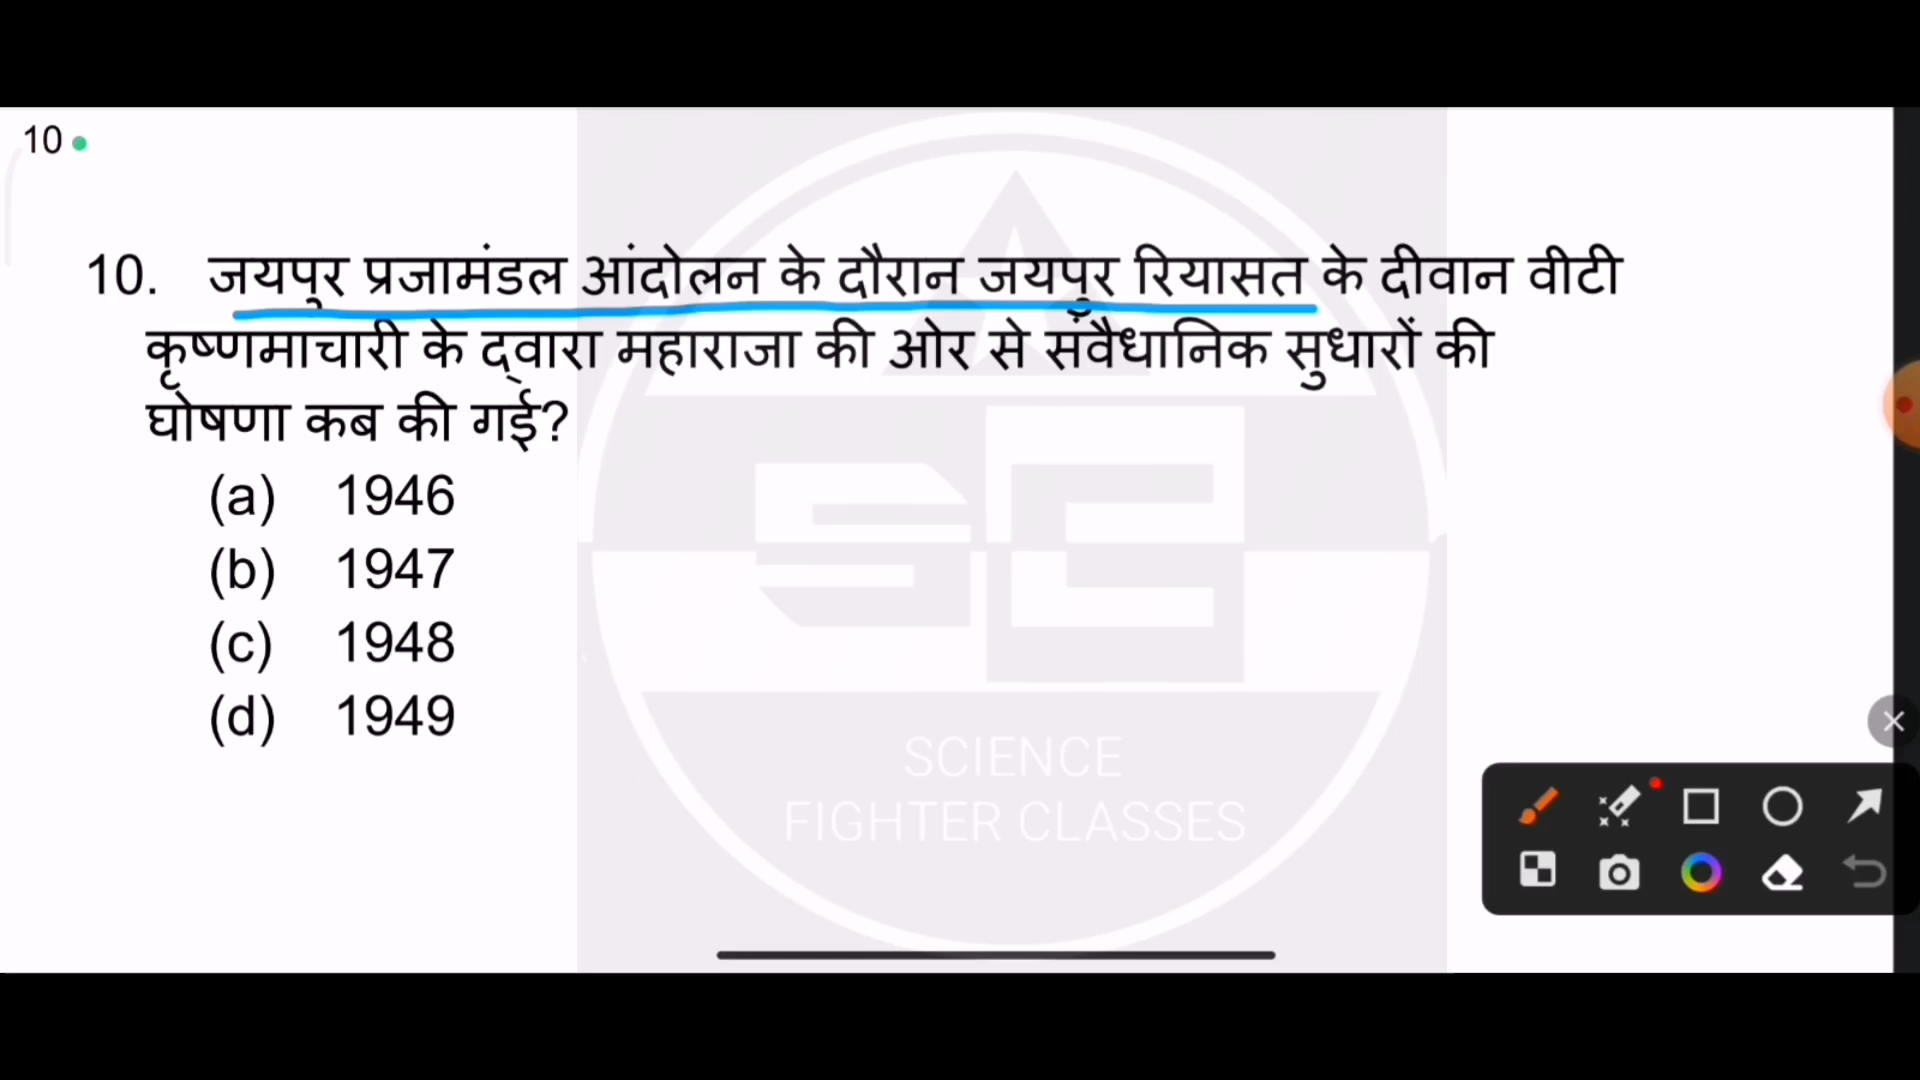 10
10. जयपुर प्रजामंडल आंदोलन के दौरान जयपुर रियासत के दीवान वीटी
कृष्णमाचारी के द्वारा महाराजा की ओर से संवैधानिक सुधारों की
घोषणा कब की गई?
(a) 1946
(b) 1947
(c) 1948
(d) 1949
SCIENCE
FIGHTER CLASSES